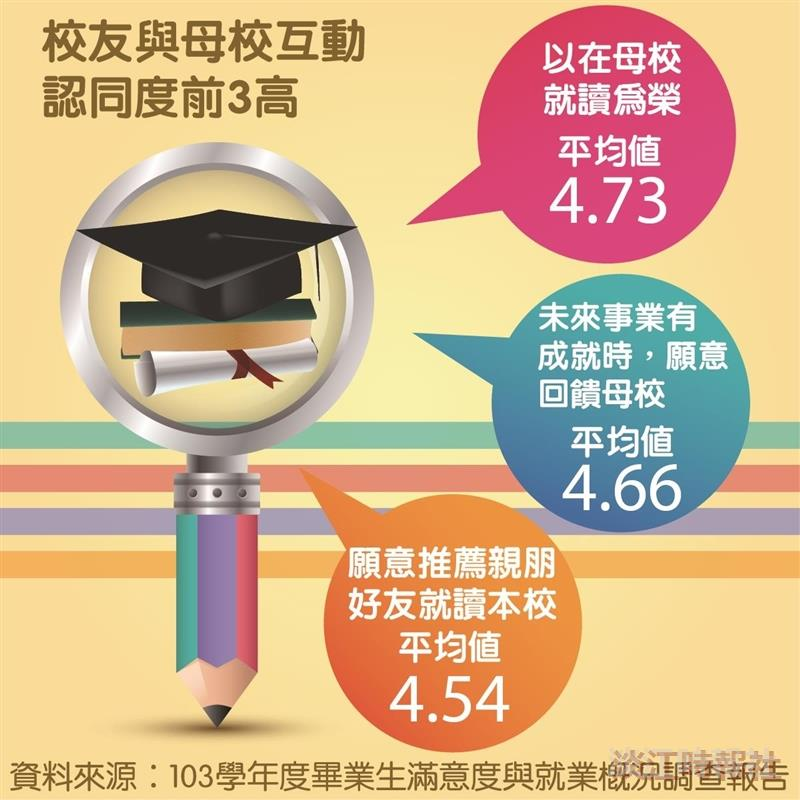 校友與母校互動
認同度前3高
以在母校
就讀為榮
平均值
4.73
未來事業有
成就時，願意
回饋母校
平均值
4.66
願意推薦親朋
好友就讀本校
平均值
4.54
淡江時報社
資料來源：103學年度畢業生滿意度與就業概況調查報告